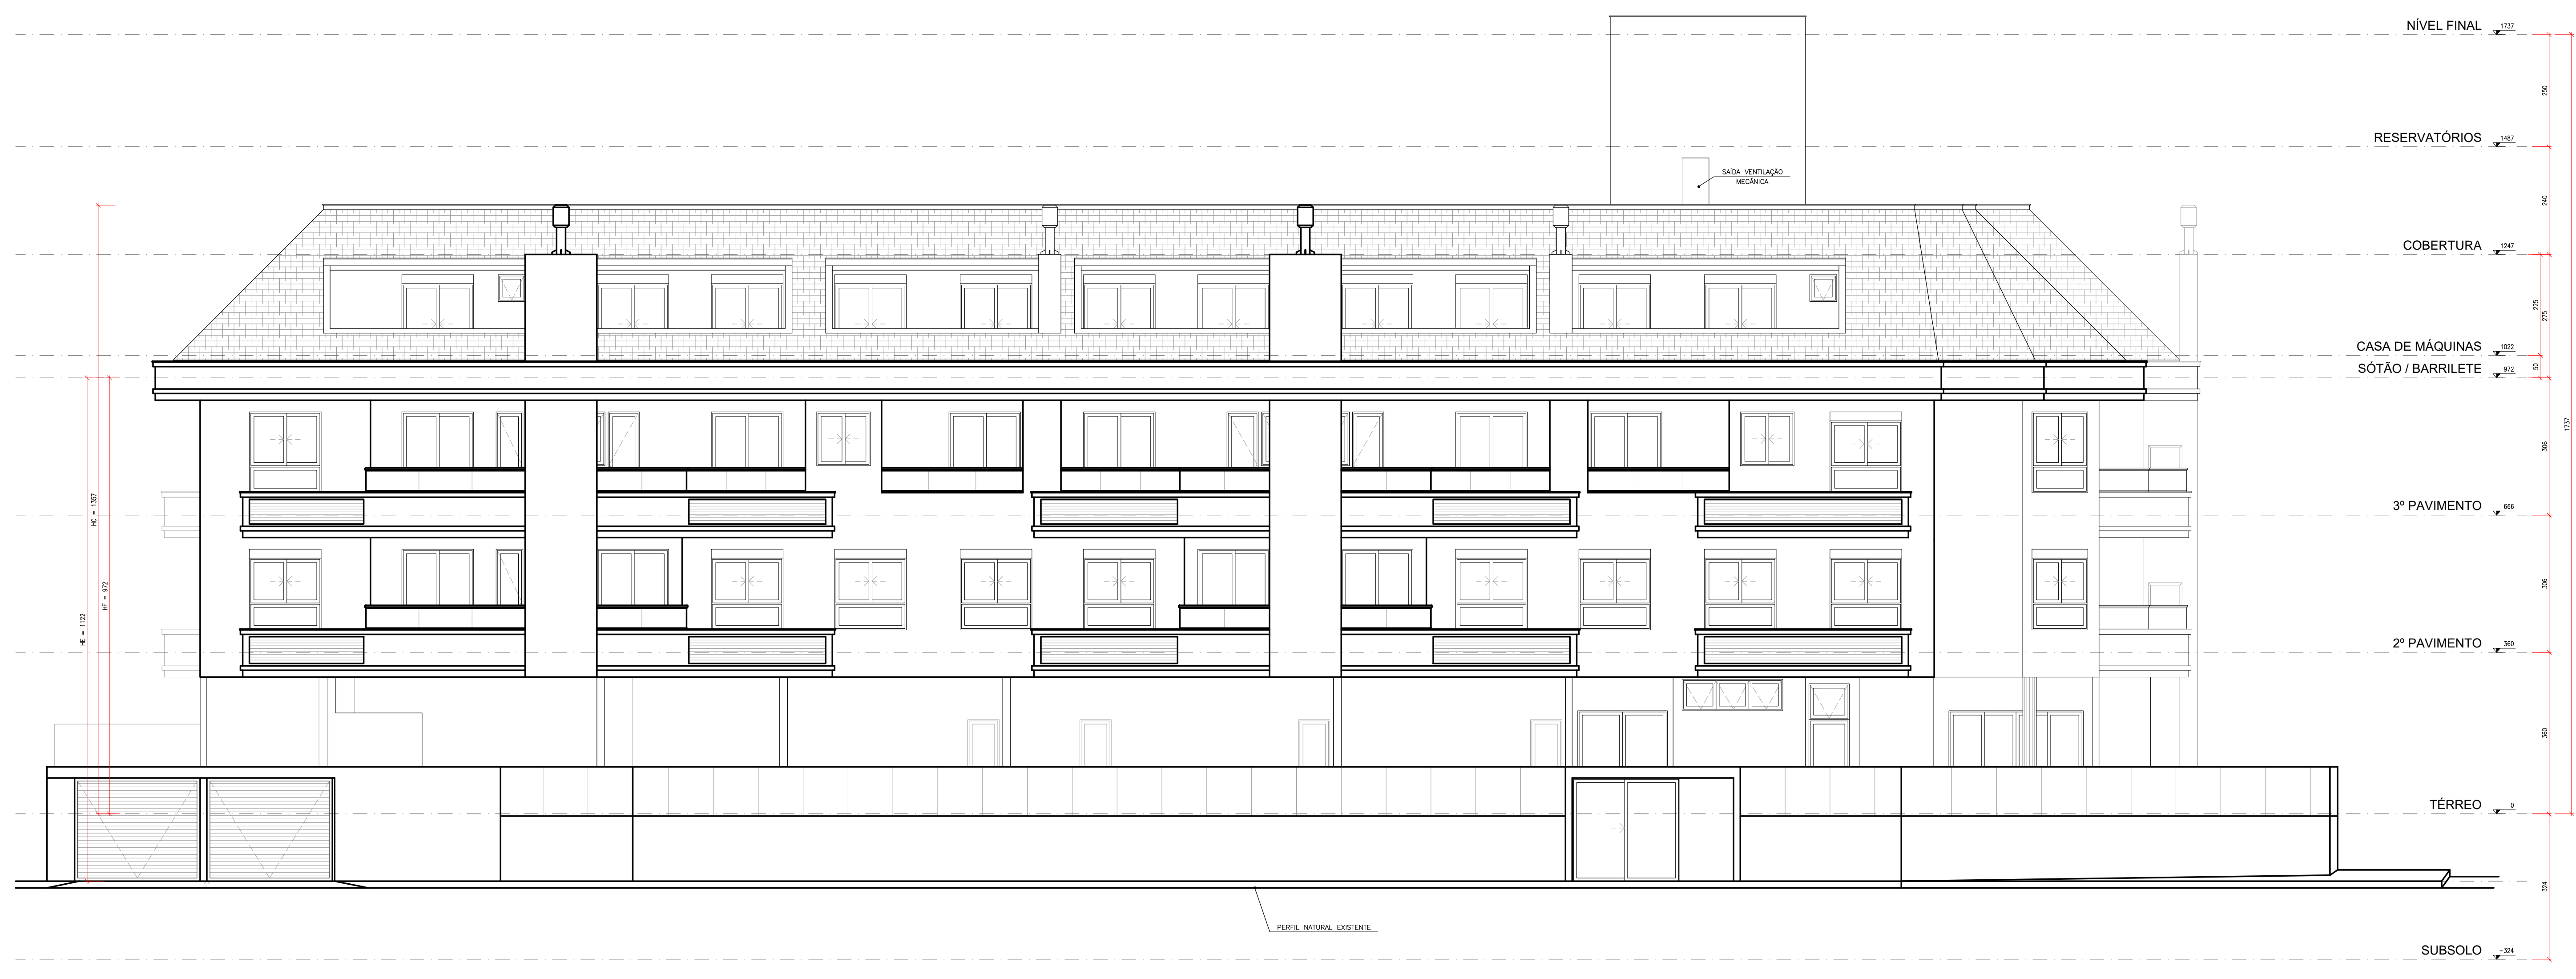 NÍVEL FINAL 1737
250
RESERVATÓRIOS 1487
SAÍDA VENTILAÇÃO
MECÂNICA
240
COBERTURA 1247
225
275
CASA DE MÁQUINAS 1022
50
SÓTÃO / BARRILETE 972
1737
306
HC = 1357
3º PAVIMENTO 666
306
HF = 972
HE = 1122
2º PAVIMENTO 360
360
TÉRREO 0
324
PERFIL NATURAL EXISTENTE
SUBSOLO -324